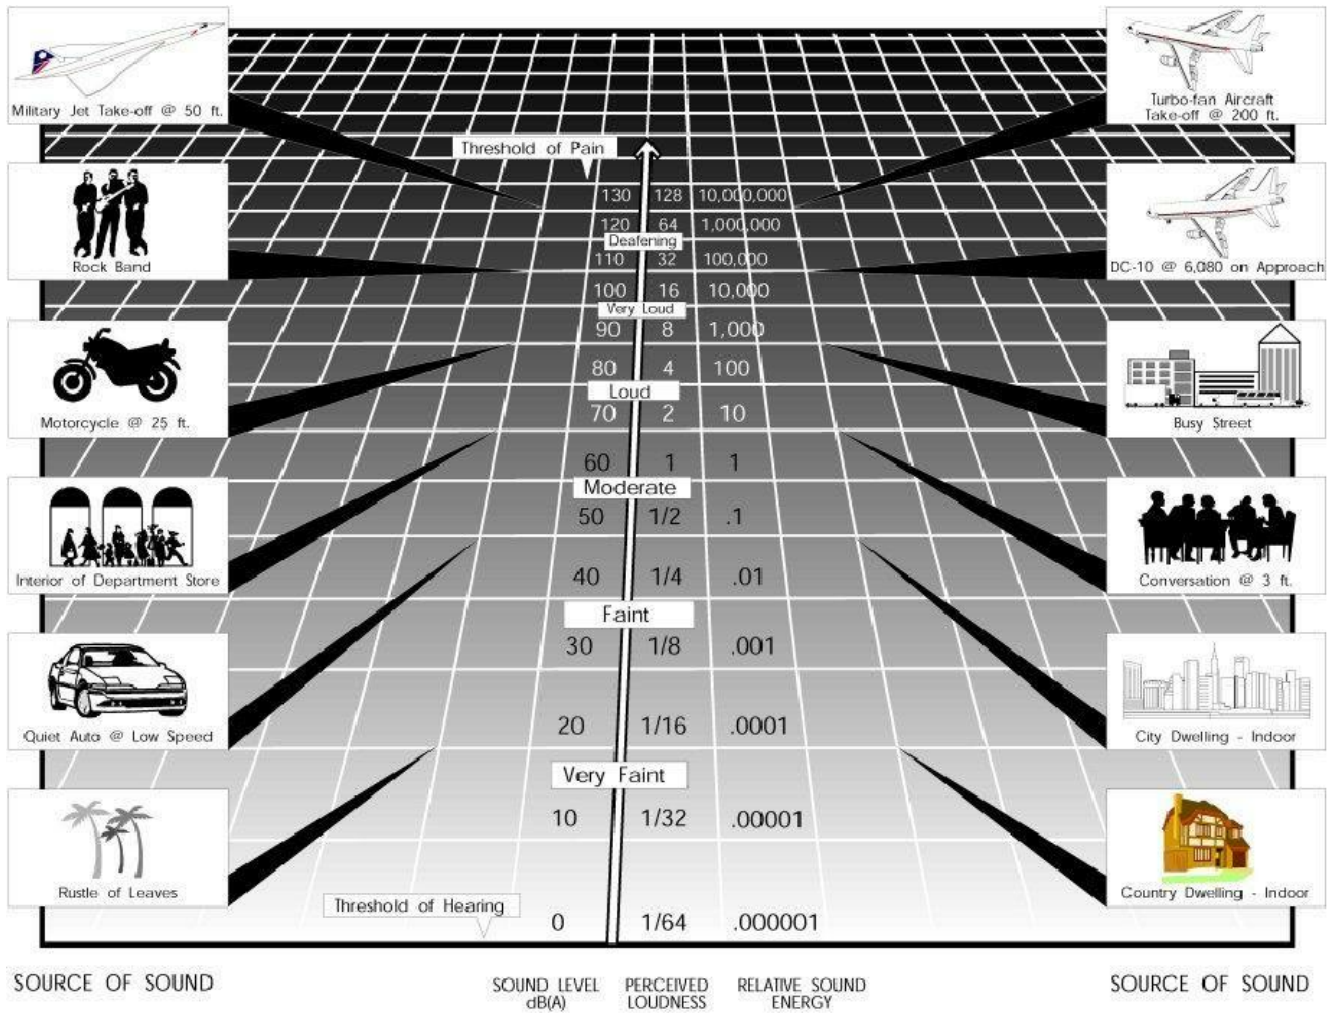 Military Jet Take-off @ 50 ft.
Turbo-fan Aircraft
Take-off @ 200 ft.
Threshold of Pain
130 128 10,000,000
120 64 1,000,000
Deafening
Rock Band
110 32 100,000
DC-10 @ 6,080 on Approach
100 16 10,000
Very Loud
90 8 1,000
80 4 100
Loud
70 2 10
Motorcycle @ 25 ft.
Busy Street
60 1 1
Moderate
50 1/2 .1
40 1/4 .01
Interior of Department Store
Conversation @ 3 ft.
Faint
30 1/8 .001
20 1/16 .0001
Quiet Auto @ Low Speed
City Dwelling - Indoor
Very Faint
10 1/32 .00001
Rustle of Leaves
Country Dwelling - Indoor
Threshold of Hearing
0 1/64 .000001
SOURCE OF SOUND
SOUND LEVEL
dB(A)
PERCEIVED
LOUDNESS
RELATIVE SOUND
ENERGY
SOURCE OF SOUND